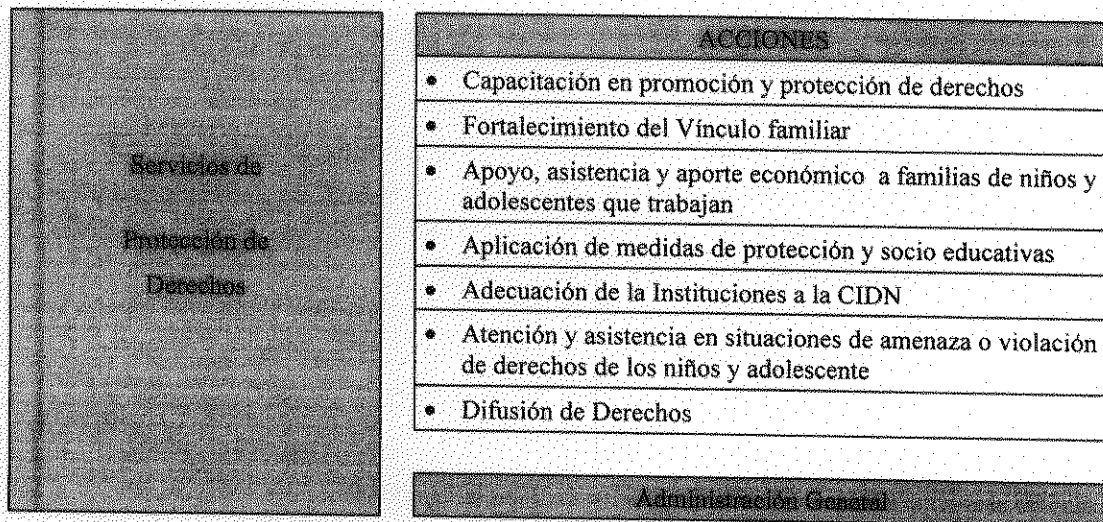 Servicios de
Protección de
Derechos
ACCIONES
• Capacitación en promoción y protección de derechos
• Fortalecimiento del Vínculo familiar
• Apoyo, asistencia y aporte económico a familias de niños y
adolescentes que trabajan
• Aplicación de medidas de protección y socio educativas
• Adecuación de la Instituciones a la CIDN
• Atención y asistencia en situaciones de amenaza o violación
de derechos de los niños y adolescente
• Difusión de Derechos
Administración General